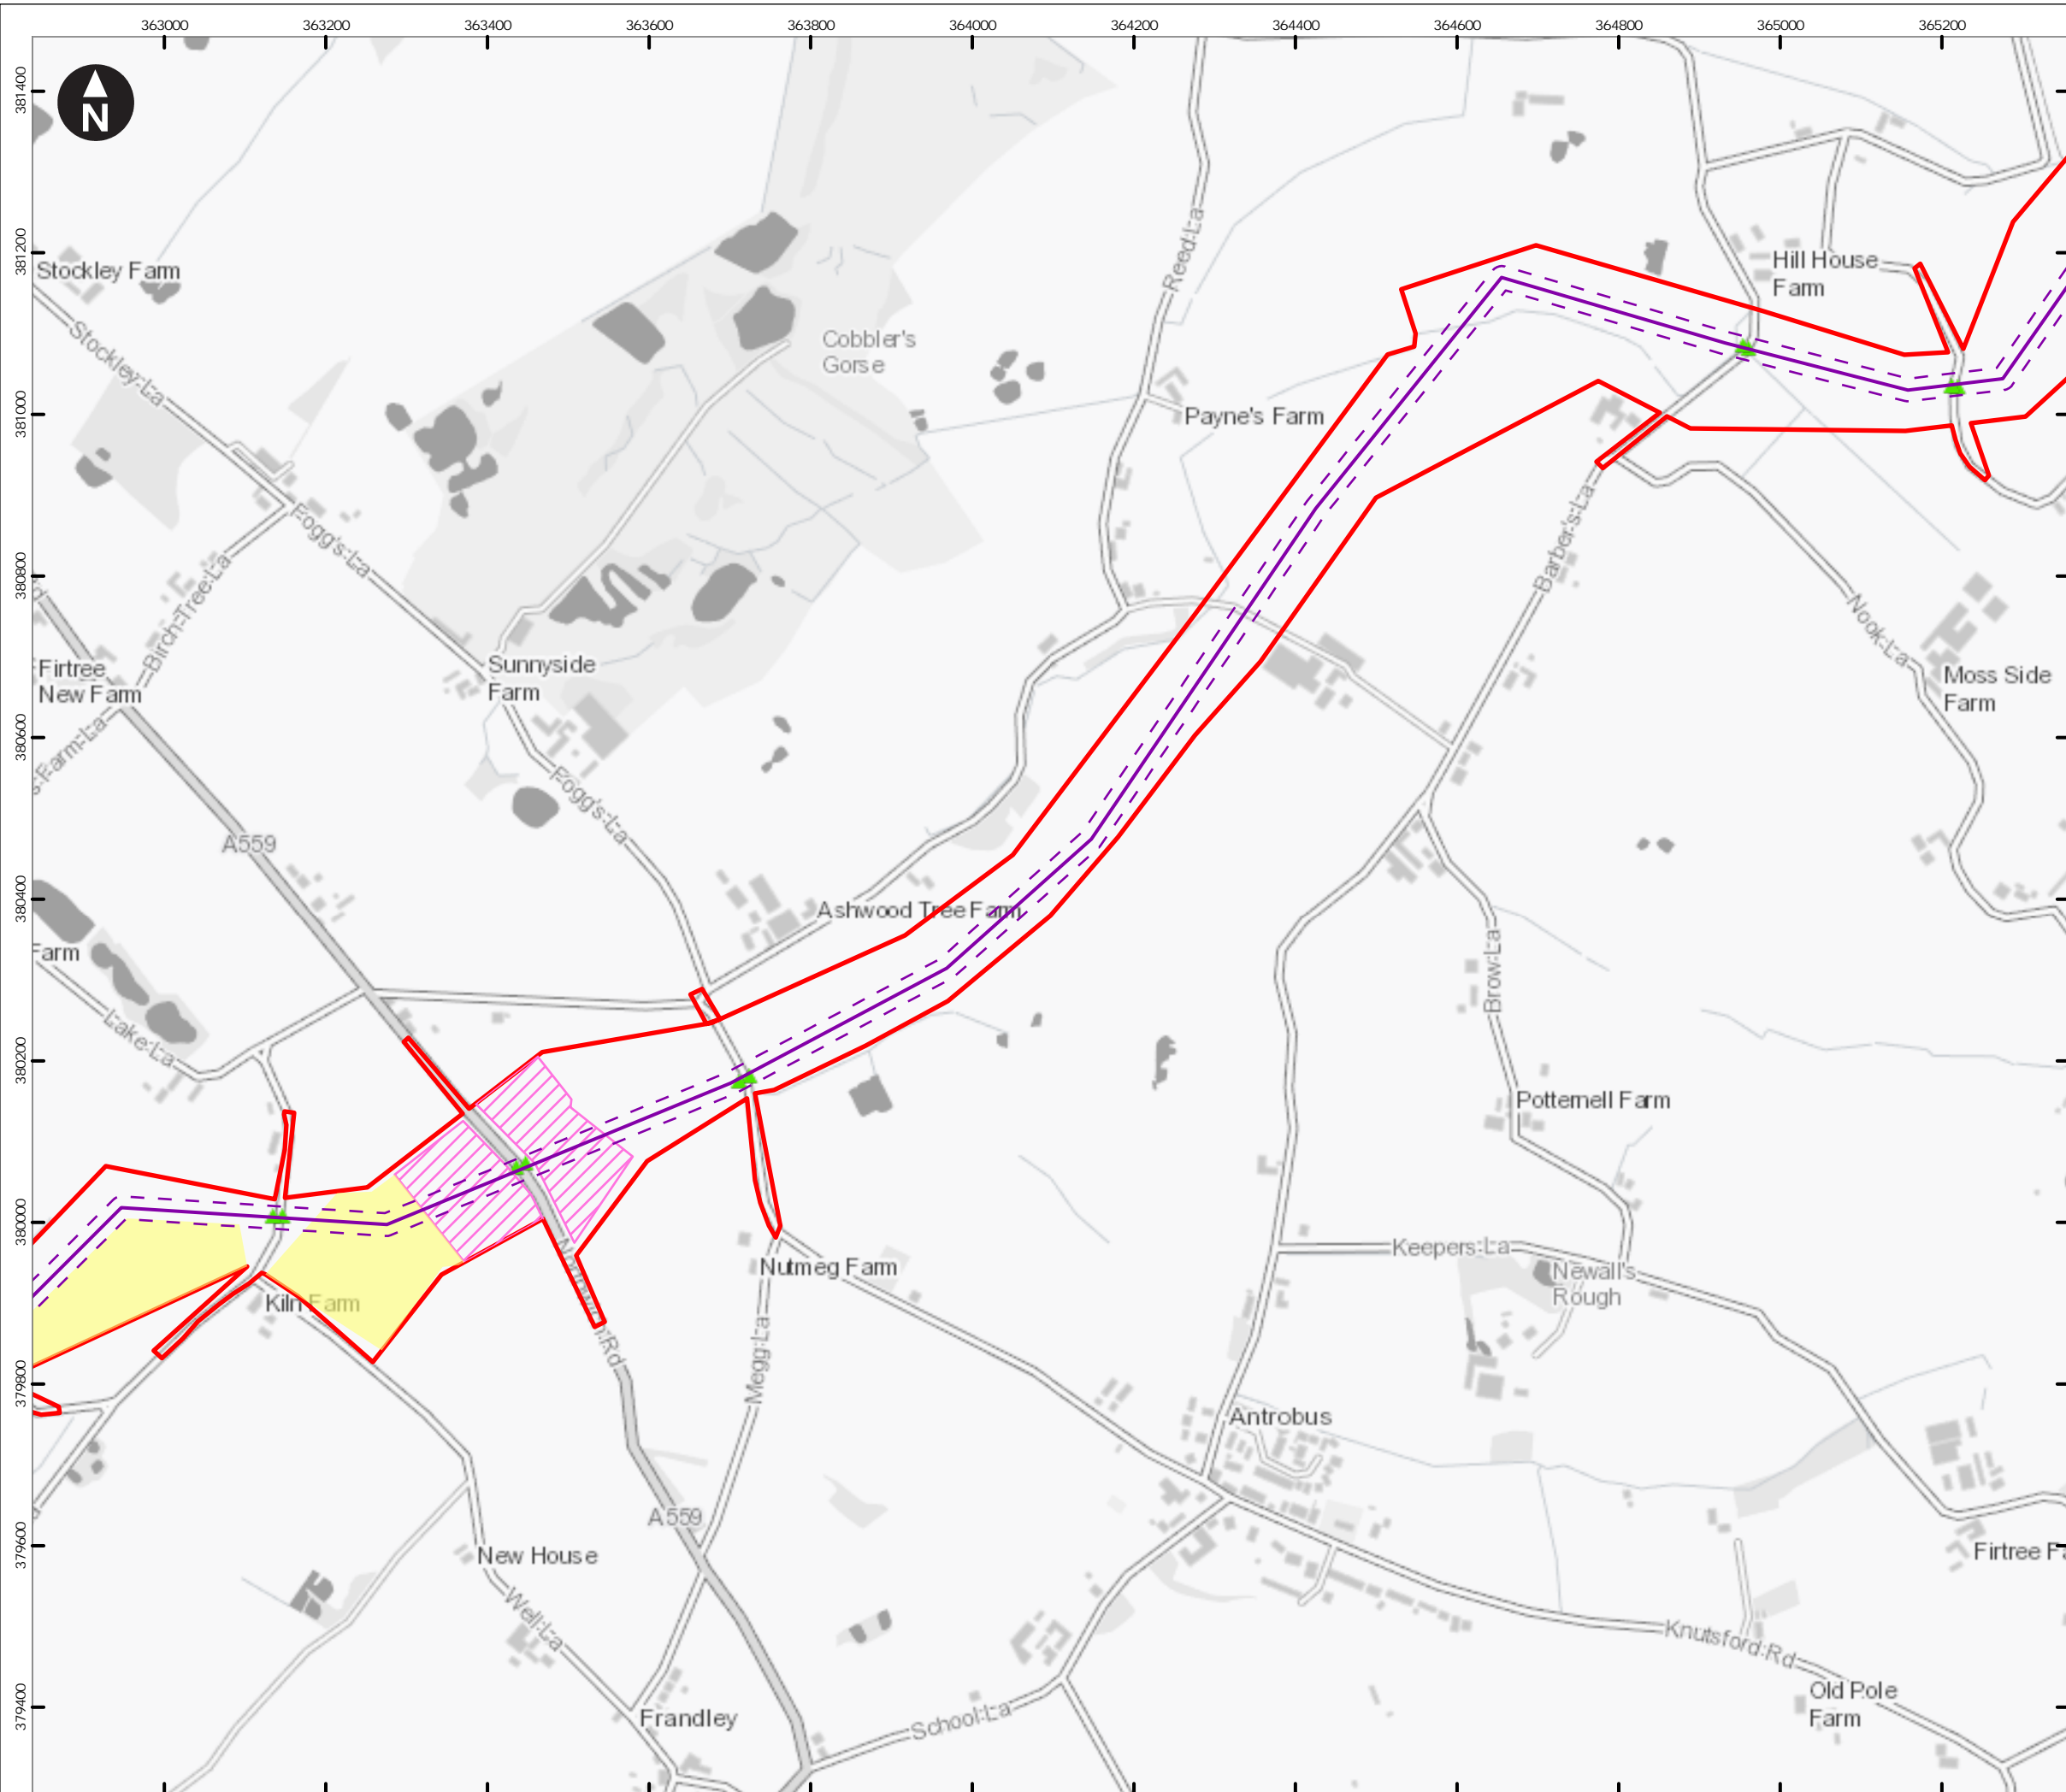 363000 363200 363400 363600 363800 364000 364200 364400 364600 364800 365000 365200
381400
381200
381000
380800
380600
380400
380200
380000
379800
379600
379400
N
Stockley Farm
Stockley La
Cobbler's
Gorse
Reed La
Hill House
Farm
Payne's Farm
Fogg's La
Birch Tree La
Barber's La
Nook La
Firtree
New Farm
Sunnyside
Farm
Moss Side
Farm
Farm La
Fogg's La
A559
Ashwood Tree Farm
Farm
Lake La
Brow La
Potternell Farm
Keepers La
Nutmeg Farm
Newall's
Rough
Kiln Farm
Rd
Megg La
Antrobus
A559
New House
Firtree
Well La
Knutsford Rd
Old Pole
Farm
Frandley
School La